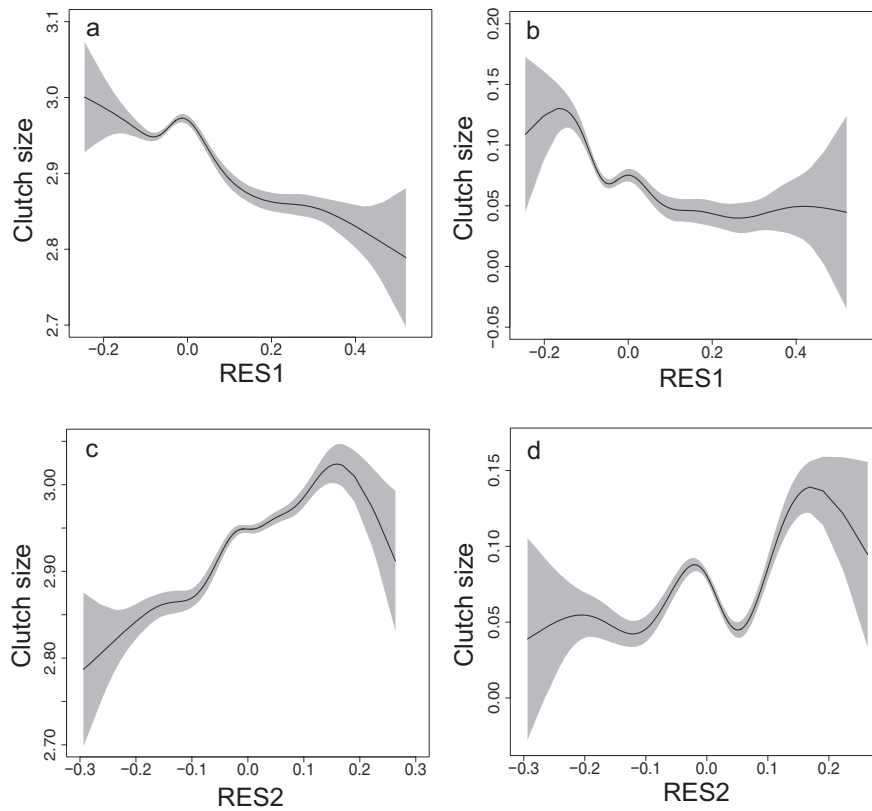 a
3.1
3.0
2.9
2.8
2.7
Clutch size
−0.2 0.0 0.2 0.4
RES1
b
0.20
0.15
0.10
0.05
0.00
−0.05
Clutch size
−0.2 0.0 0.2 0.4
RES1
c
3.00
2.90
2.80
2.70
Clutch size
−0.3 −0.2 −0.1 0.0 0.1 0.2 0.3
RES2
d
0.15
0.10
0.05
0.00
Clutch size
−0.3 −0.2 −0.1 0.0 0.1 0.2
RES2